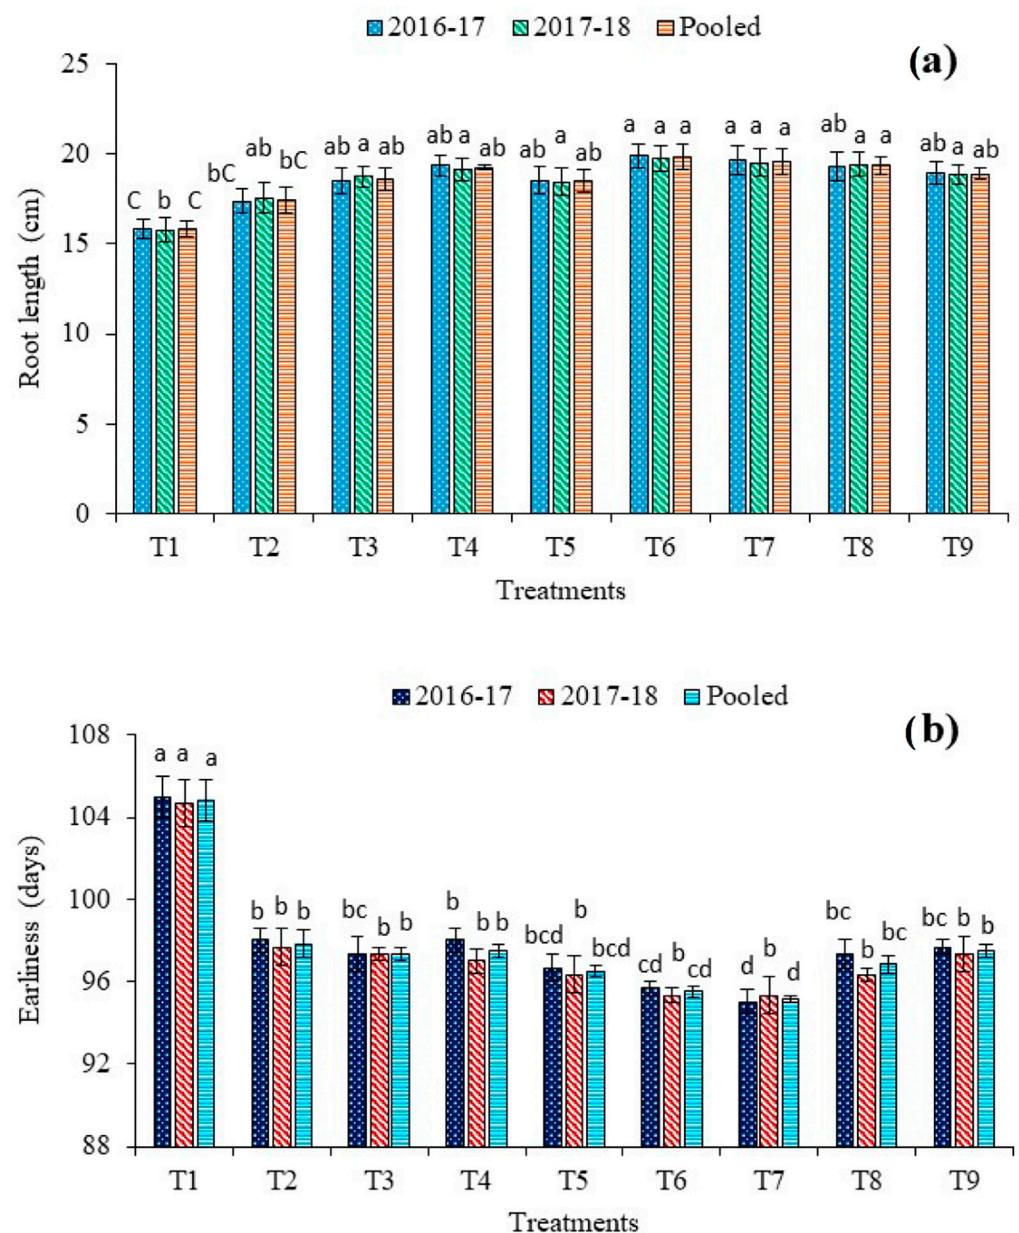 2016-17 2017-18 Pooled
(a)
25
20
15
10
5
0
Root length (cm)
C b C
bC ab bC
ab a ab
ab a ab
ab a ab
a a a
a a a
ab a a
ab a ab
T1 T2 T3 T4 T5 T6 T7 T8 T9
Treatments
2016-17 2017-18 Pooled
(b)
108
104
100
96
92
88
Earliness (days)
a a a
b b b
bc b b
b b b
bcd b bcd
cd b cd
d b d
bc b bc
bc b b
T1 T2 T3 T4 T5 T6 T7 T8 T9
Treatments